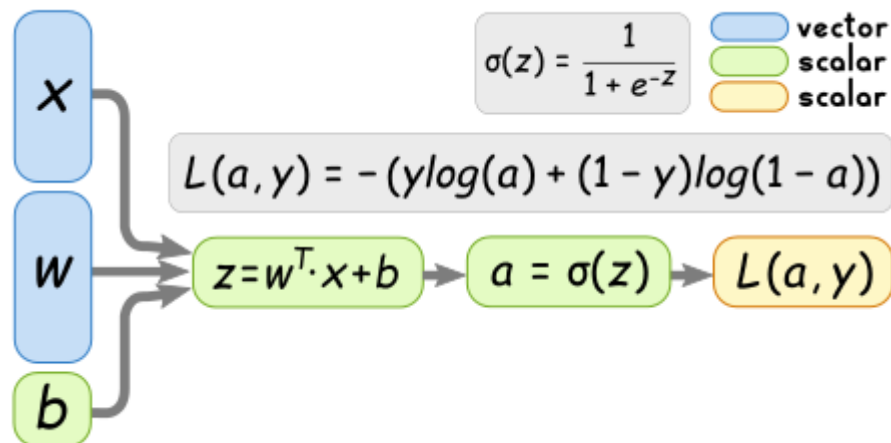 x
w
b
σ(z) = 1 / (1 + e^-z)
vector
scalar
scalar
L(a, y) = - (ylog(a) + (1 - y)log(1 - a))
z=w^T·x+b
a = σ(z)
L(a, y)